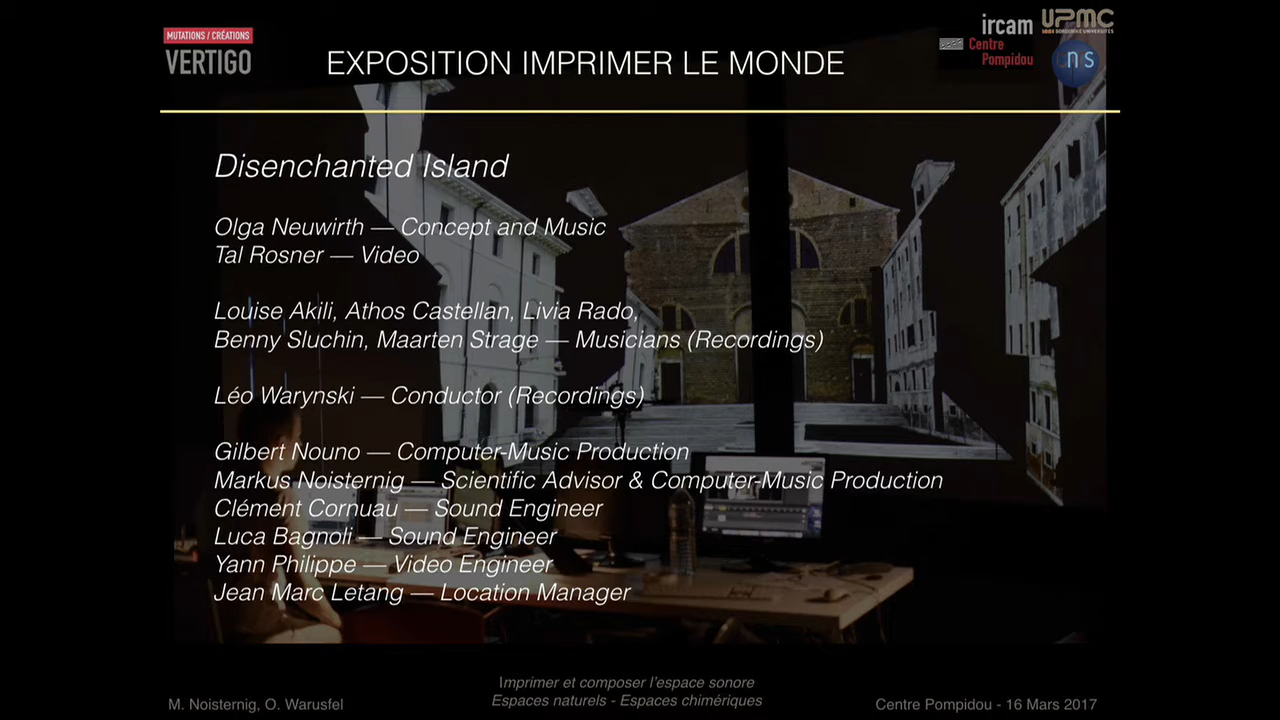 MUTATIONS / CRÉATIONS
VERTIGO
EXPOSITION IMPRIMER LE MONDE
ircam
Centre
Pompidou
UPMC
SORBONNE UNIVERSITÉS
cnrs
Disenchanted Island
Olga Neuwirth — Concept and Music
Tal Rosner — Video
Louise Akili, Athos Castellan, Livia Rado,
Benny Sluchin, Maarten Strage — Musicians (Recordings)
Léo Warynski — Conductor (Recordings)
Gilbert Nouno — Computer-Music Production
Markus Noisternig — Scientific Advisor & Computer-Music Production
Clément Cornuau — Sound Engineer
Luca Bagnoli — Sound Engineer
Yann Philippe — Video Engineer
Jean Marc Letang — Location Manager
M. Noisternig, O. Warusfel
Imprimer et composer l'espace sonore
Espaces naturels - Espaces chimériques
Centre Pompidou - 16 Mars 2017